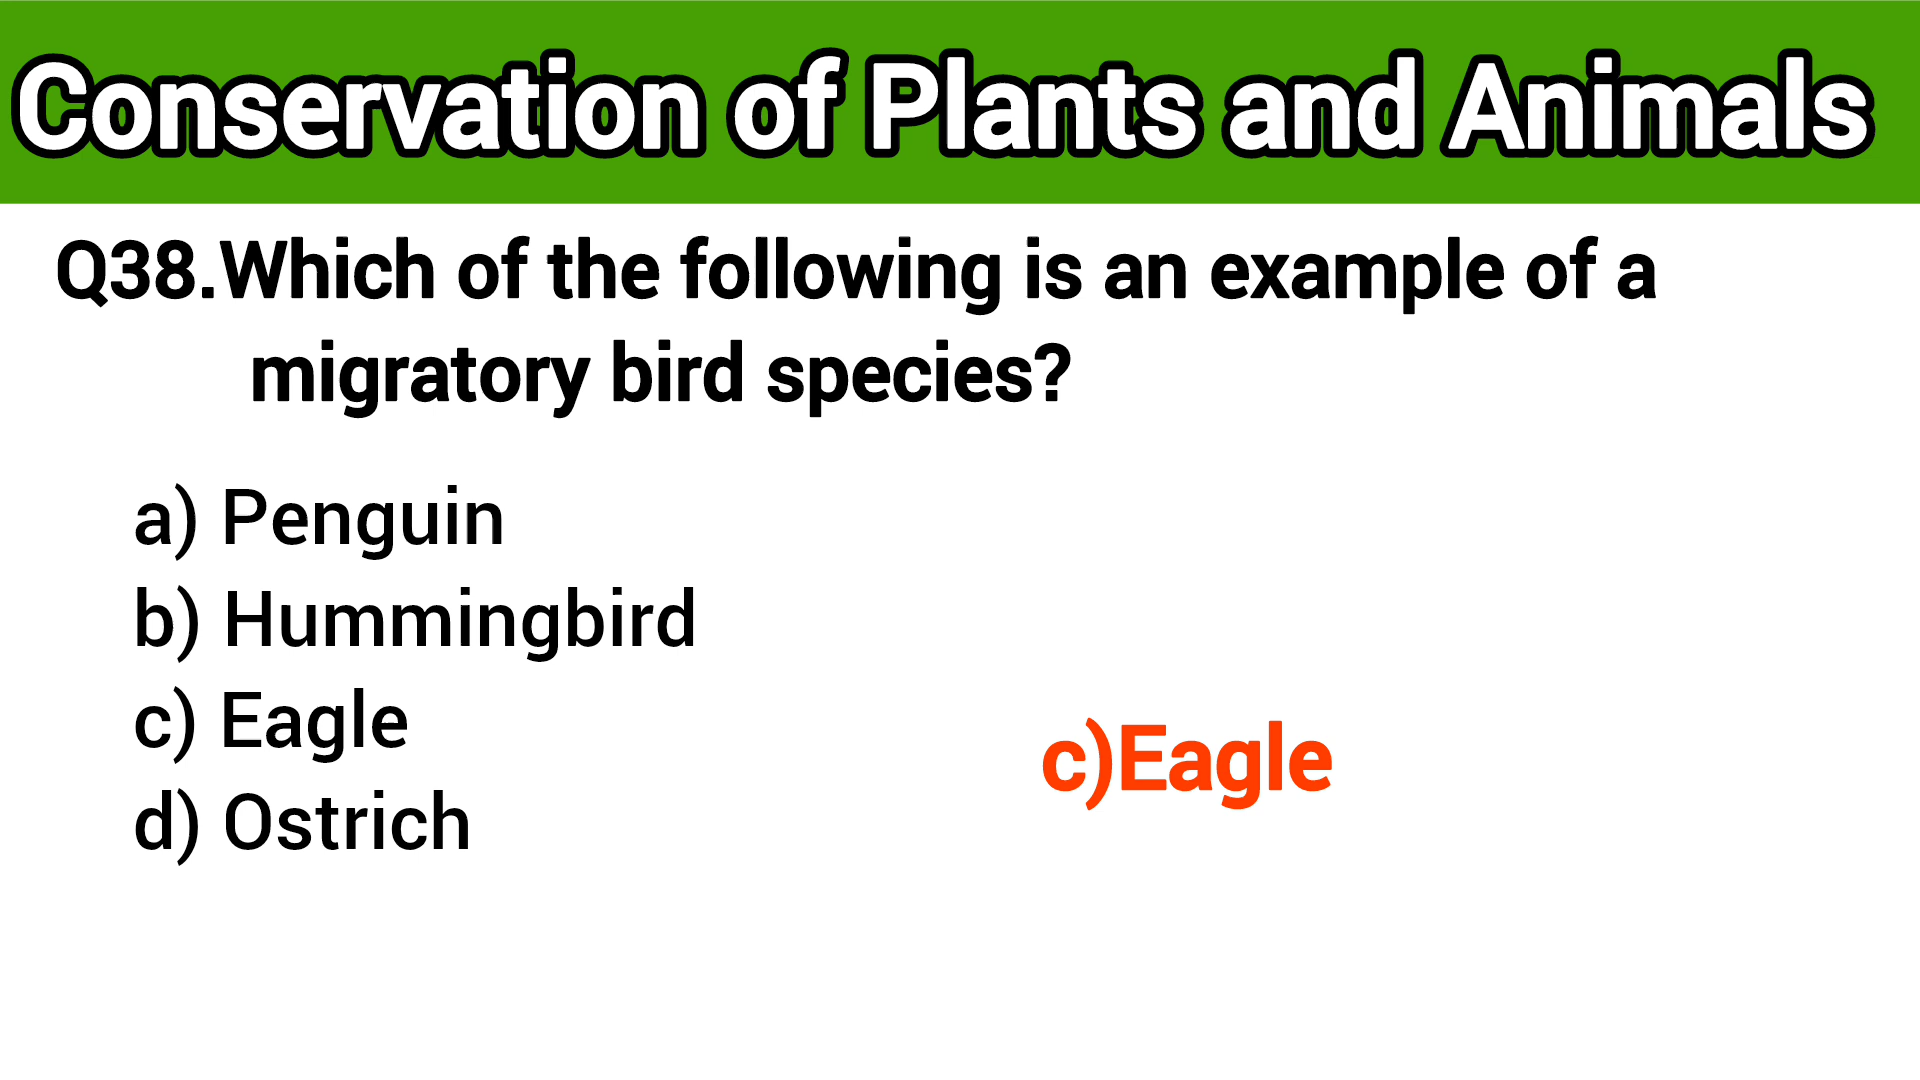 Conservation of Plants and Animals
Q38.Which of the following is an example of a
migratory bird species?
a) Penguin
b) Hummingbird
c) Eagle
d) Ostrich
c)Eagle